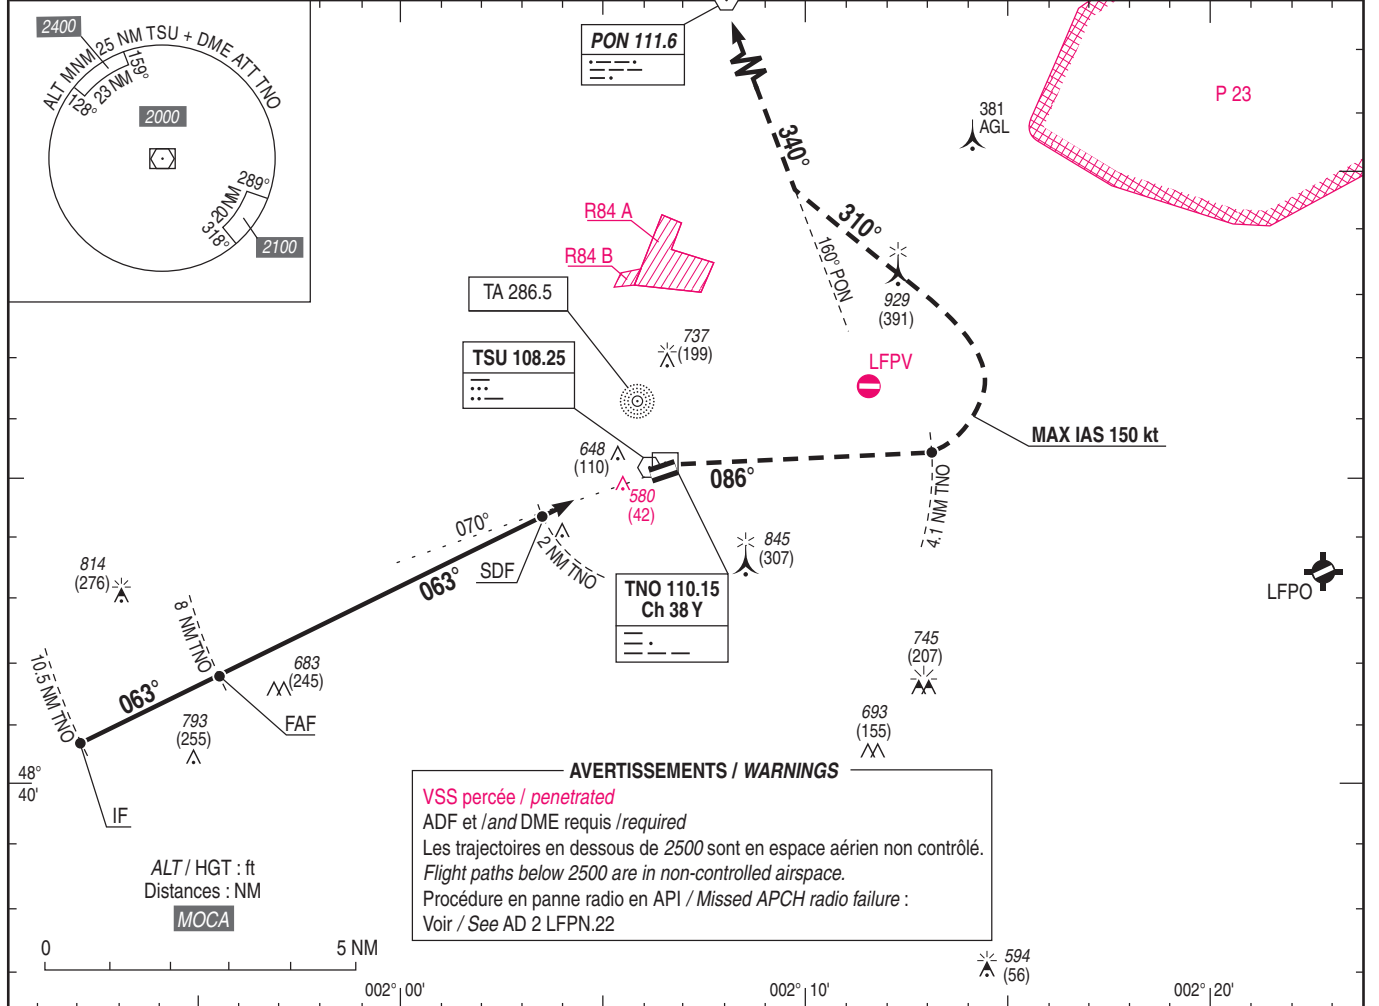 2400
ALT MNM 25 NM TSU + DME ATT TNO
159°
23 NM
128°
2000
289°
20 NM
318°
2100
PON 111.6
340°
381
AGL
P 23
R84 A
R84 B
310°
160° PON
929
(391)
TA 286.5
737
(199)
TSU 108.25
LFPV
MAX IAS 150 kt
648
(110)
086°
580
(42)
4.1 NM TNO
070°
2 NM TNO
845
(307)
SDF
063°
814
(276)
TNO 110.15
Ch 38 Y
LFPO
8 NM TNO
745
(207)
683
(245)
10.5 NM TNO
063°
793
(255)
FAF
693
(155)
48°
40'
IF
AVERTISSEMENTS / WARNINGS
VSS percée / penetrated
ADF et /and DME requis /required
Les trajectoires en dessous de 2500 sont en espace aérien non contrôlé.
Flight paths below 2500 are in non-controlled airspace.
Procédure en panne radio en API / Missed APCH radio failure :
Voir / See AD 2 LFPN.22
ALT / HGT : ft
Distances : NM
MOCA
0 5 NM
594
(56)
002° 00'
002° 10'
002° 20'